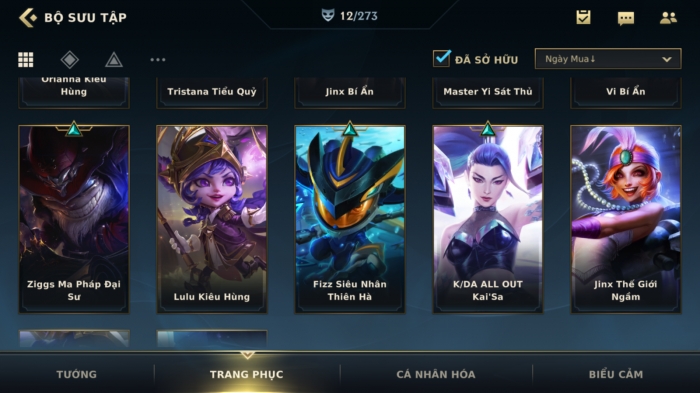 BỘ SƯU TẬP
12/273
ĐÃ SỞ HỮU
Ngày Mua↓
Orianna Kiêu
Hùng
Tristana Tiểu Quỷ
Jinx Bí Ẩn
Master Yi Sát Thủ
Vi Bí Ẩn
Ziggs Ma Pháp Đại
Sư
Lulu Kiêu Hùng
Fizz Siêu Nhân
Thiên Hà
K/DA ALL OUT
Kai'Sa
Jinx Thế Giới
Ngầm
TƯỚNG
TRANG PHỤC
CÁ NHÂN HÓA
BIỂU CẢM